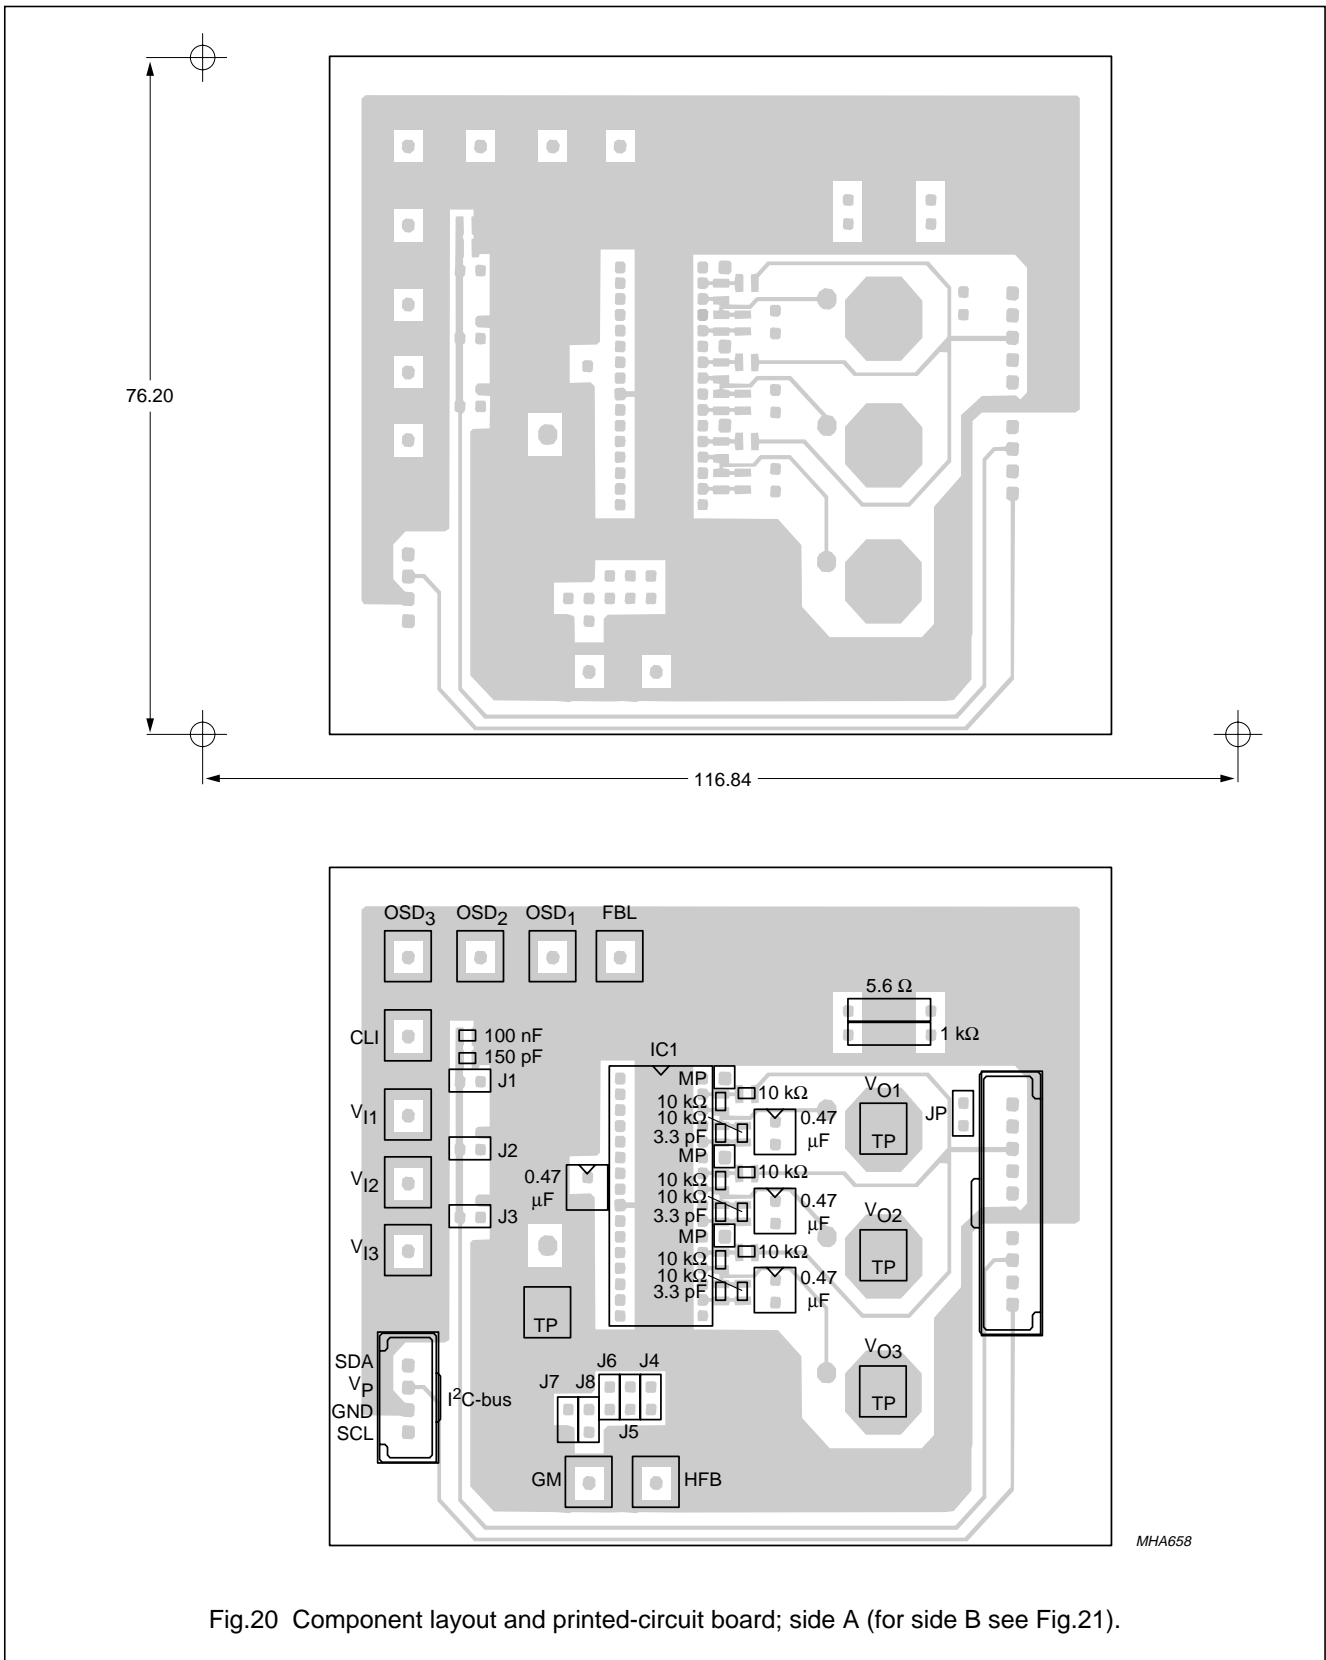 76.20
116.84
OSD3 OSD2 OSD1 FBL
5.6 Ω
CLI
100 nF
1 kΩ
150 pF
IC1
J1
MP
VO1
10 kΩ
10 kΩ
VI1
10 kΩ
0.47
μF
JP
3.3 pF
TP
J2
MP
VI2
0.47
μF
10 kΩ
10 kΩ
10 kΩ
0.47
μF
3.3 pF
VO2
J3
MP
VI3
10 kΩ
10 kΩ
TP
10 kΩ
0.47
μF
3.3 pF
TP
VO3
SDA
VP
GND
SCL
I2C-bus
J6 J4
J7 J8
J5
TP
GM
HFB
MHA658
Fig.20 Component layout and printed-circuit board; side A (for side B see Fig.21).